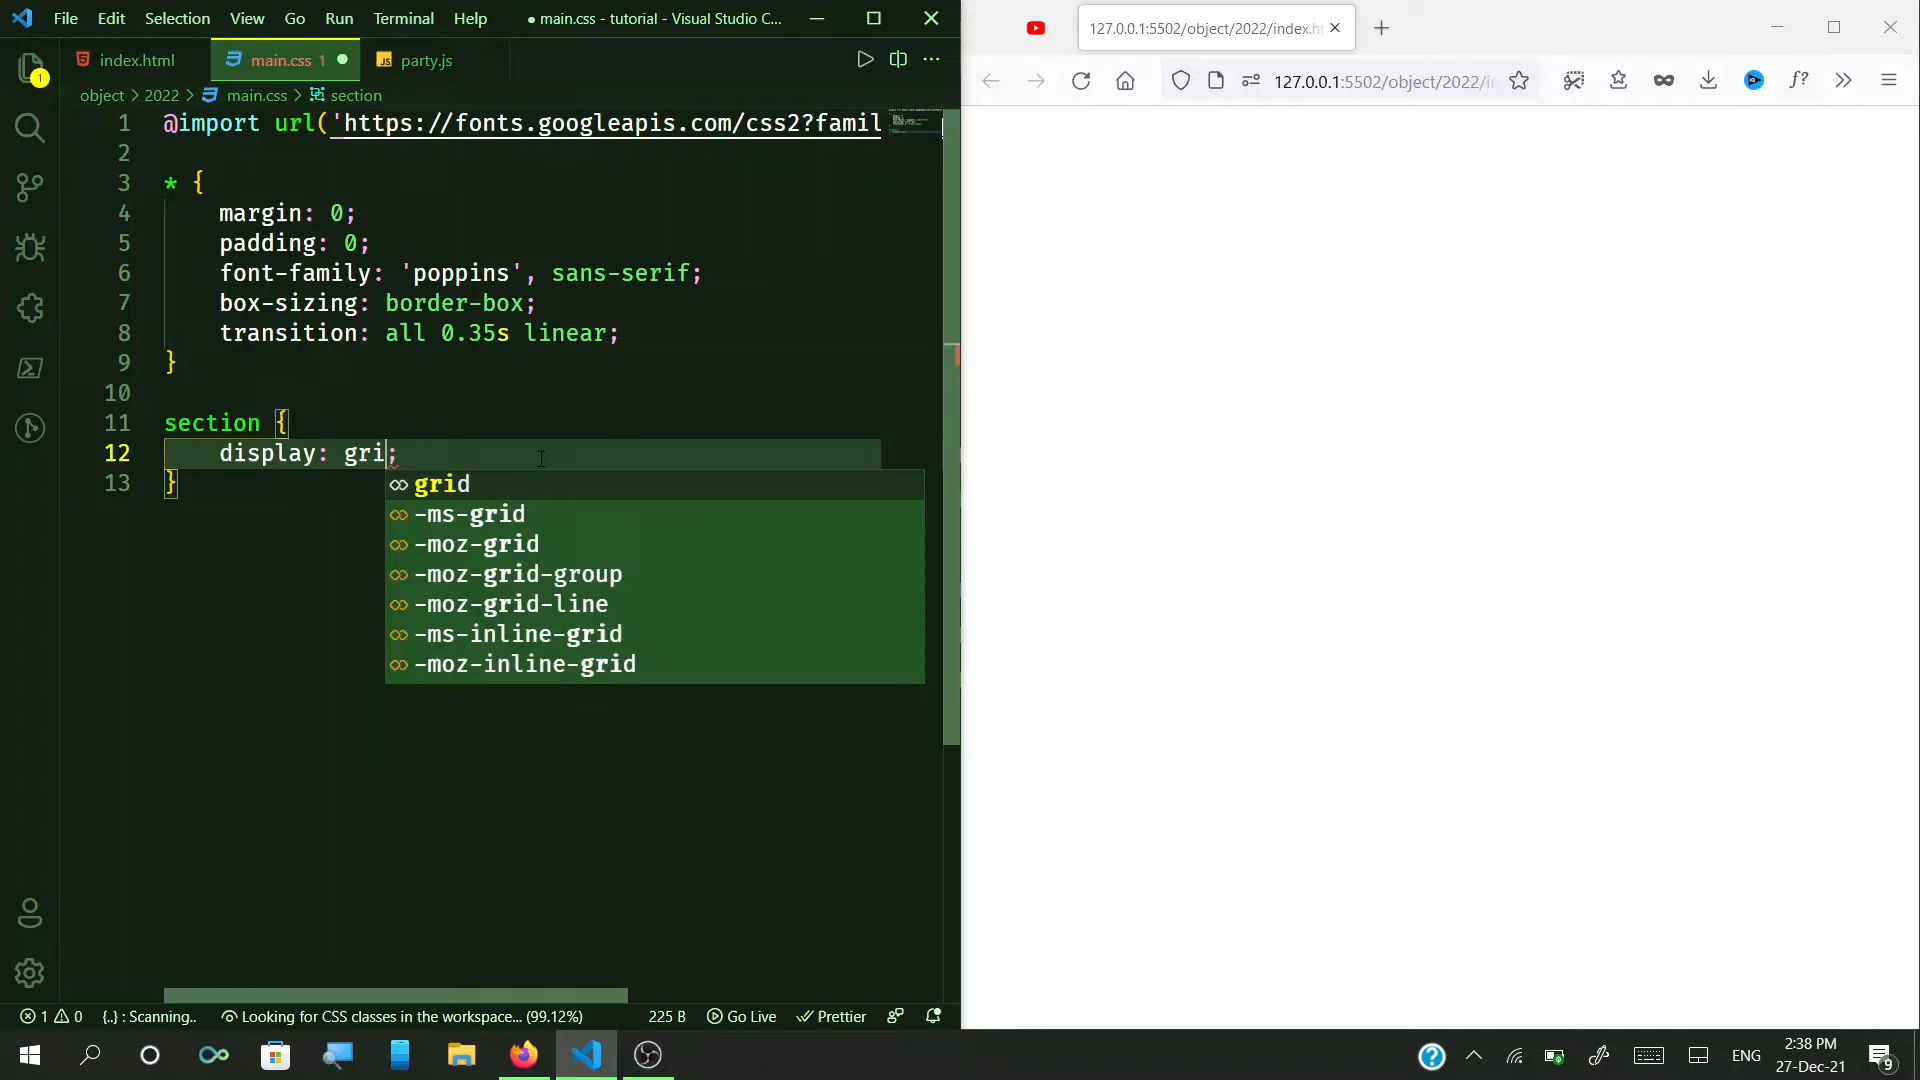 File Edit Selection View Go Run Terminal Help
● main.css - tutorial - Visual Studio C...
index.html
main.css 1
JS party.js
object > 2022 > main.css > section
1 @import url('https://fonts.googleapis.com/css2?famil
2
3 * {
4 margin: 0;
5 padding: 0;
6 font-family: 'poppins', sans-serif;
7 box-sizing: border-box;
8 transition: all 0.35s linear;
9 }
10
11 section {
12 display: gri;
13 }
grid
-ms-grid
-moz-grid
-moz-grid-group
-moz-grid-line
-ms-inline-grid
-moz-inline-grid
1
1 0 {..} : Scanning.. Looking for CSS classes in the workspace... (99.12%) 225 B Go Live Prettier
127.0.0.1:5502/object/2022/index.h
127.0.0.1:5502/object/2022/i
f?
ENG
2:38 PM
27-Dec-21
9